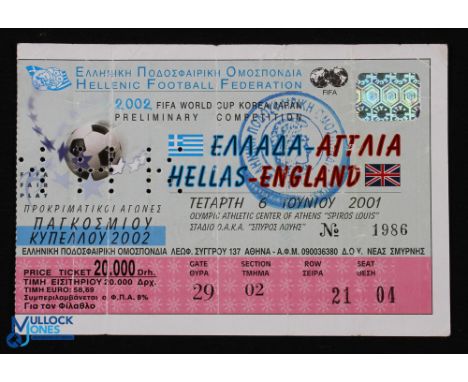 ΕΛΛΗΝΙΚΗ ΠΟΔΟΣΦΑΙΡΙΚΗ ΟΜΟΣΠΟΝΔΙΑ
HELLENIC FOOTBALL FEDERATION
FIFA
2002 FIFA WORLD CUP KOREA JAPAN
PRELIMINARY COMPETITION
ΕΛΛΑΔΑ-ΑΓΓΛΙΑ
HELLAS-ENGLAND
ΠΡΟΚΡΙΜΑΤΙΚΟΙ ΑΓΩΝΕΣ
ΠΑΓΚΟΣΜΙΟΥ
ΚΥΠΕΛΛΟΥ 2002
ΤΕΤΑΡΤΗ 6 ΙΟΥΝΙΟΥ 2001
OLYMPIC ATHLETIC CENTER OF ATHENS "SPIROS LOUIS"
ΣΤΑΔΙΟ Ο.Α.Κ.Α. "ΣΠΥΡΟΣ ΛΟΥΗΣ" № 1986
ΕΛΛΗΝΙΚΗ ΠΟΔΟΣΦΑΙΡΙΚΗ ΟΜΟΣΠΟΝΔΙΑ ΛΕΩΦ. ΣΥΓΓΡΟΥ 137 ΑΘΗΝΑ - Α.Φ.Μ. 090036380 Δ.Ο.Υ. ΝΕΑΣ ΣΜΥΡΝΗΣ
PRICE TICKET 20.000 Drh.
ΤΙΜΗ ΕΙΣΙΤΗΡΙΟΥ 20.000 Δρχ.
ΤΙΜΗ EURO: 58,69
Συμπεριλαμβάνεται ο Φ.Π.Α. 8%
Για τον Φίλαθλο
GATE SECTION ROW SEAT
ΘΥΡΑ ΤΜΗΜΑ ΣΕΙΡΑ ΘΕΣΗ
29 02 21 04
MULLOCK
JONES